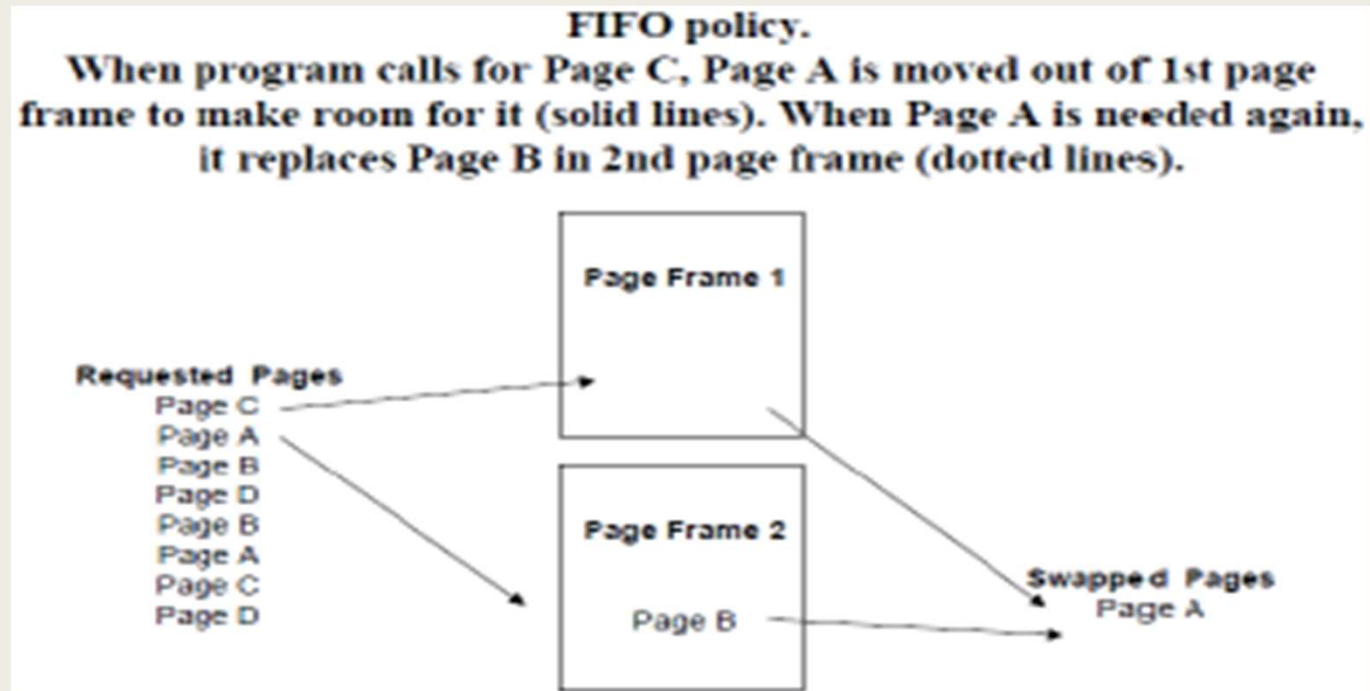 FIFO policy.
When program calls for Page C, Page A is moved out of 1st page
frame to make room for it (solid lines). When Page A is needed again,
it replaces Page B in 2nd page frame (dotted lines).
Page Frame 1
Requested Pages
Page C
Page A
Page B
Page D
Page B
Page A
Page C
Page D
Page Frame 2
Page B
Swapped Pages
Page A